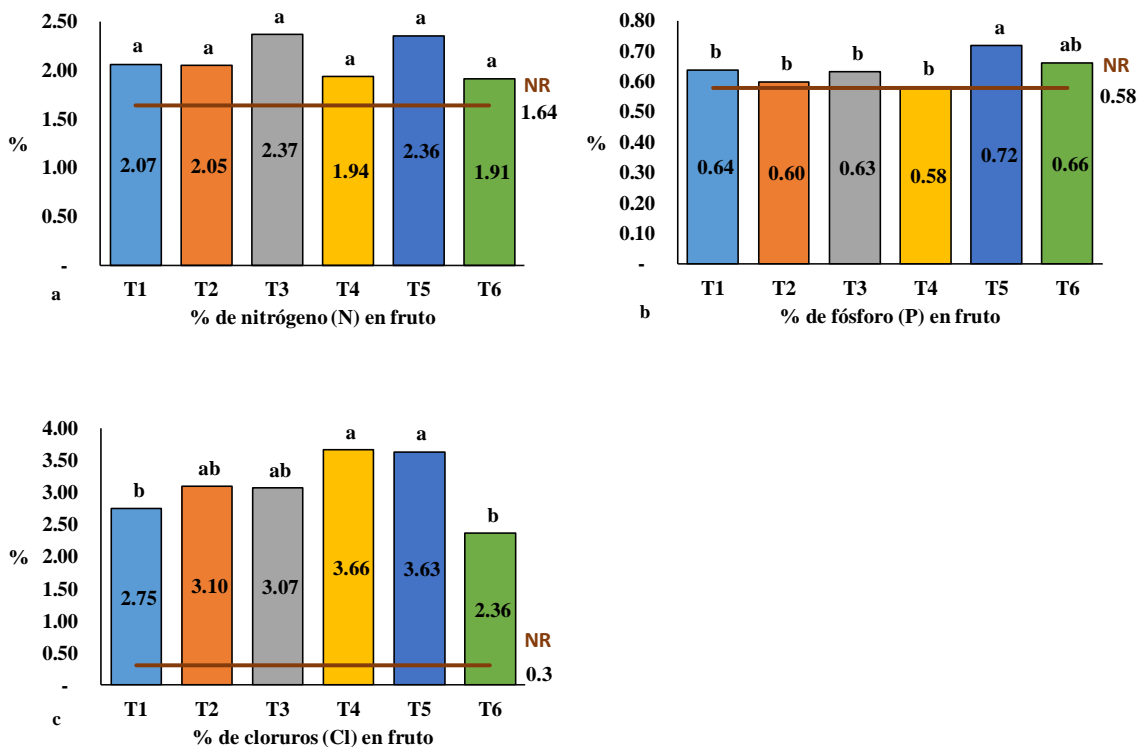 2.50
2.00
1.50
1.00
0.50
-
%
a a a a a a
2.07 2.05 2.37 1.94 2.36 1.91
NR
1.64
T1 T2 T3 T4 T5 T6
a
% de nitrógeno (N) en fruto
0.80
0.70
0.60
0.50
0.40
0.30
0.20
0.10
-
%
b b b b a ab
0.64 0.60 0.63 0.58 0.72 0.66
NR
0.58
T1 T2 T3 T4 T5 T6
b
% de fósforo (P) en fruto
4.00
3.50
3.00
2.50
2.00
1.50
1.00
0.50
-
%
b ab ab a a b
2.75 3.10 3.07 3.66 3.63 2.36
NR
0.3
T1 T2 T3 T4 T5 T6
c
% de cloruros (Cl) en fruto